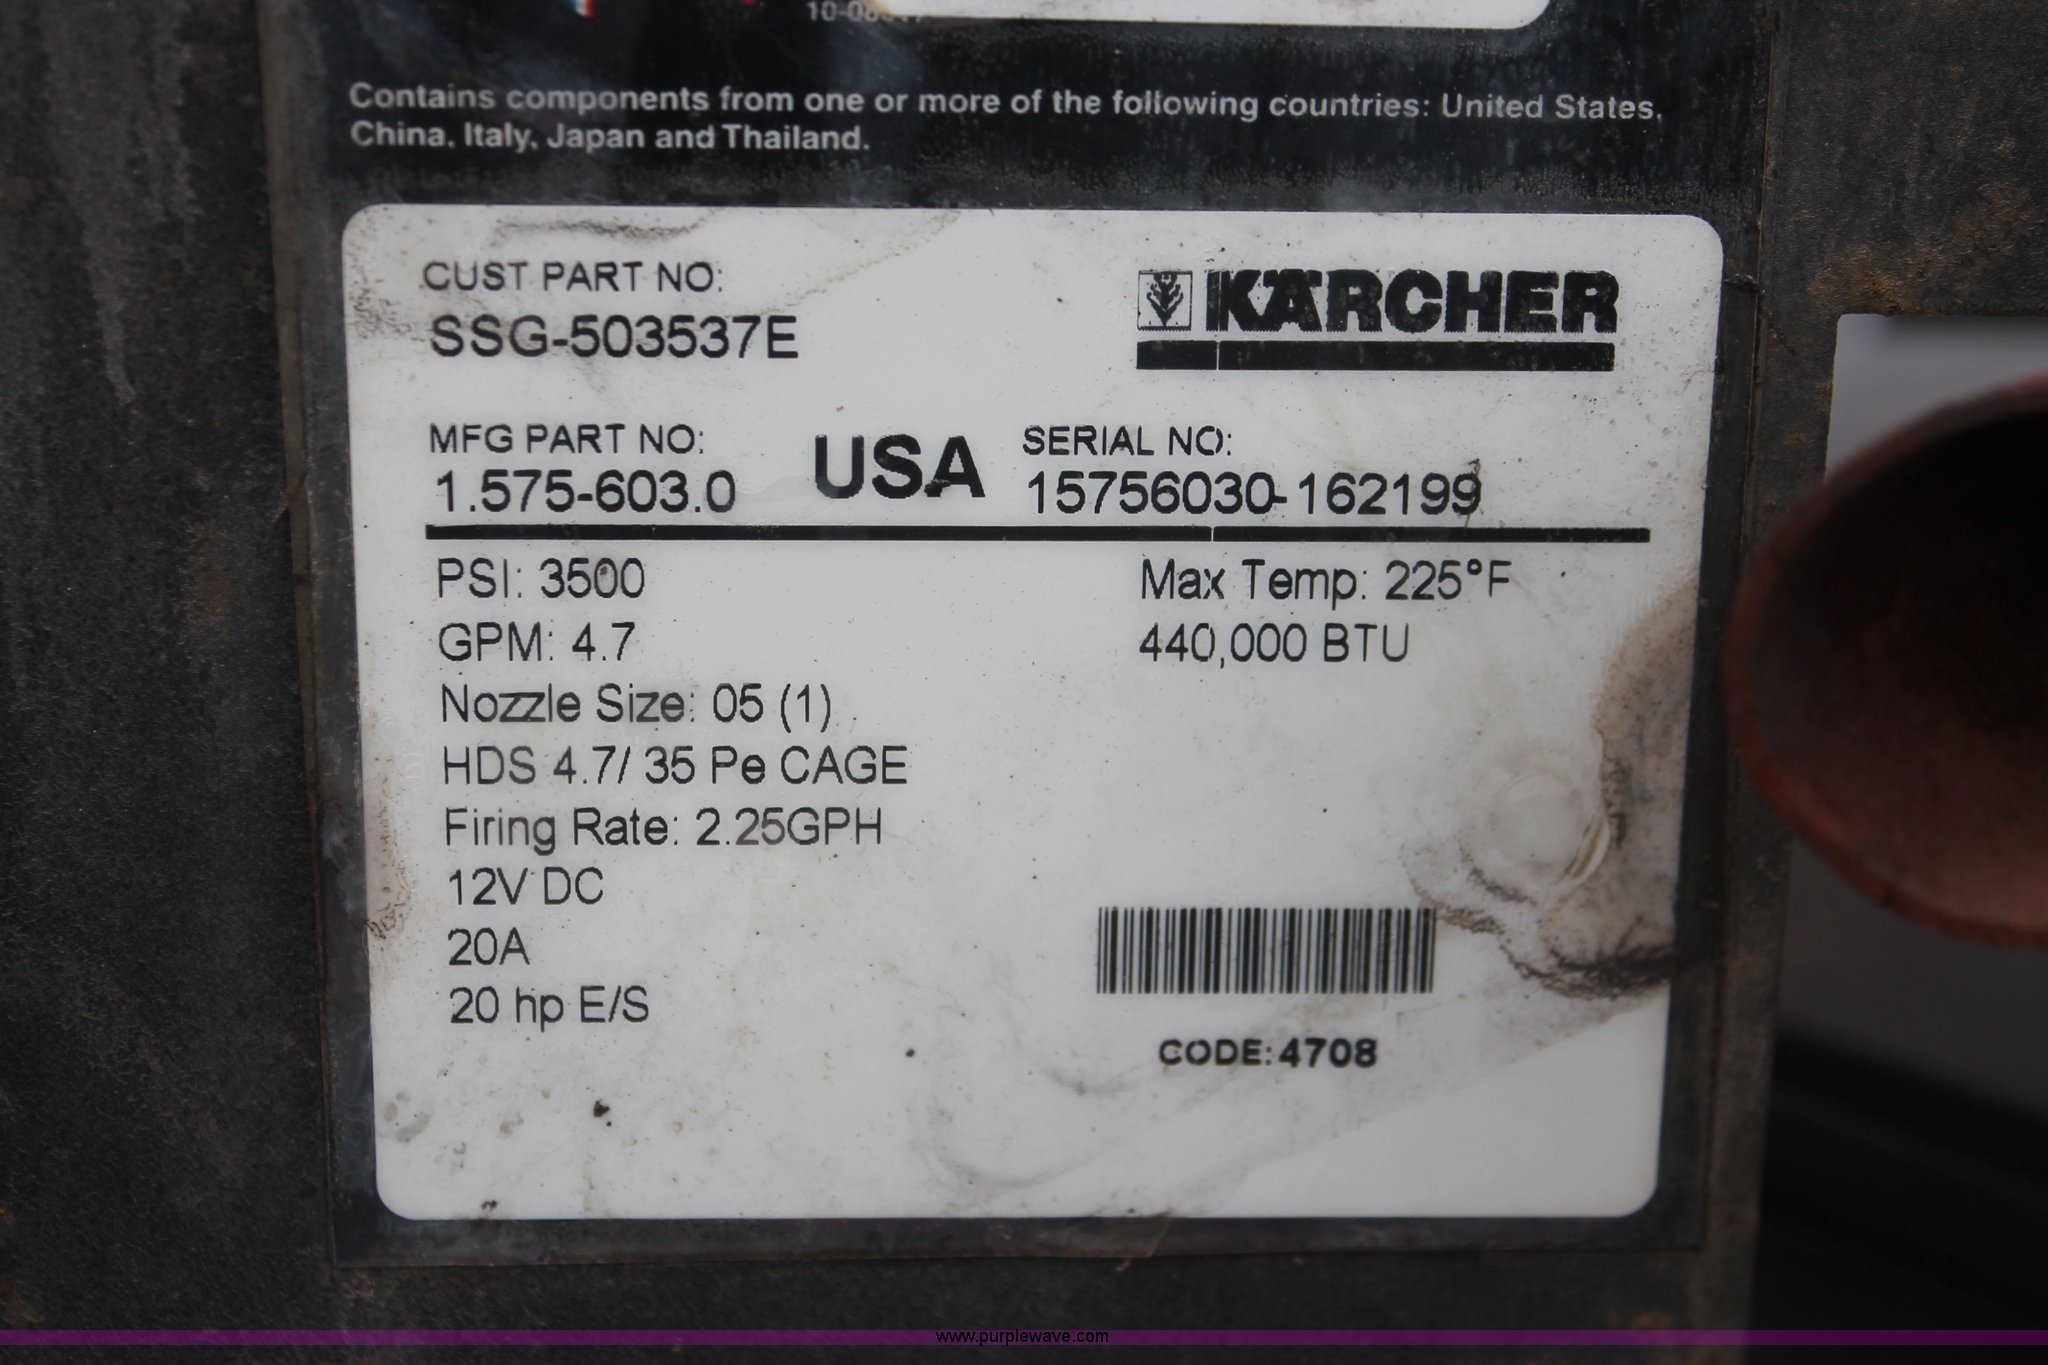 Contains components from one or more of the following countries: United States,
China, Italy, Japan and Thailand.
CUST PART NO:
SSG-503537E
KÄRCHER
MFG PART NO:
1.575-603.0
USA
SERIAL NO:
15756030-162199
PSI: 3500
Max Temp: 225°F
GPM: 4.7
440,000 BTU
Nozzle Size: 05 (1)
HDS 4.7/ 35 Pe CAGE
Firing Rate: 2.25GPH
12V DC
20A
20 hp E/S
CODE: 4708
www.purplewave.com